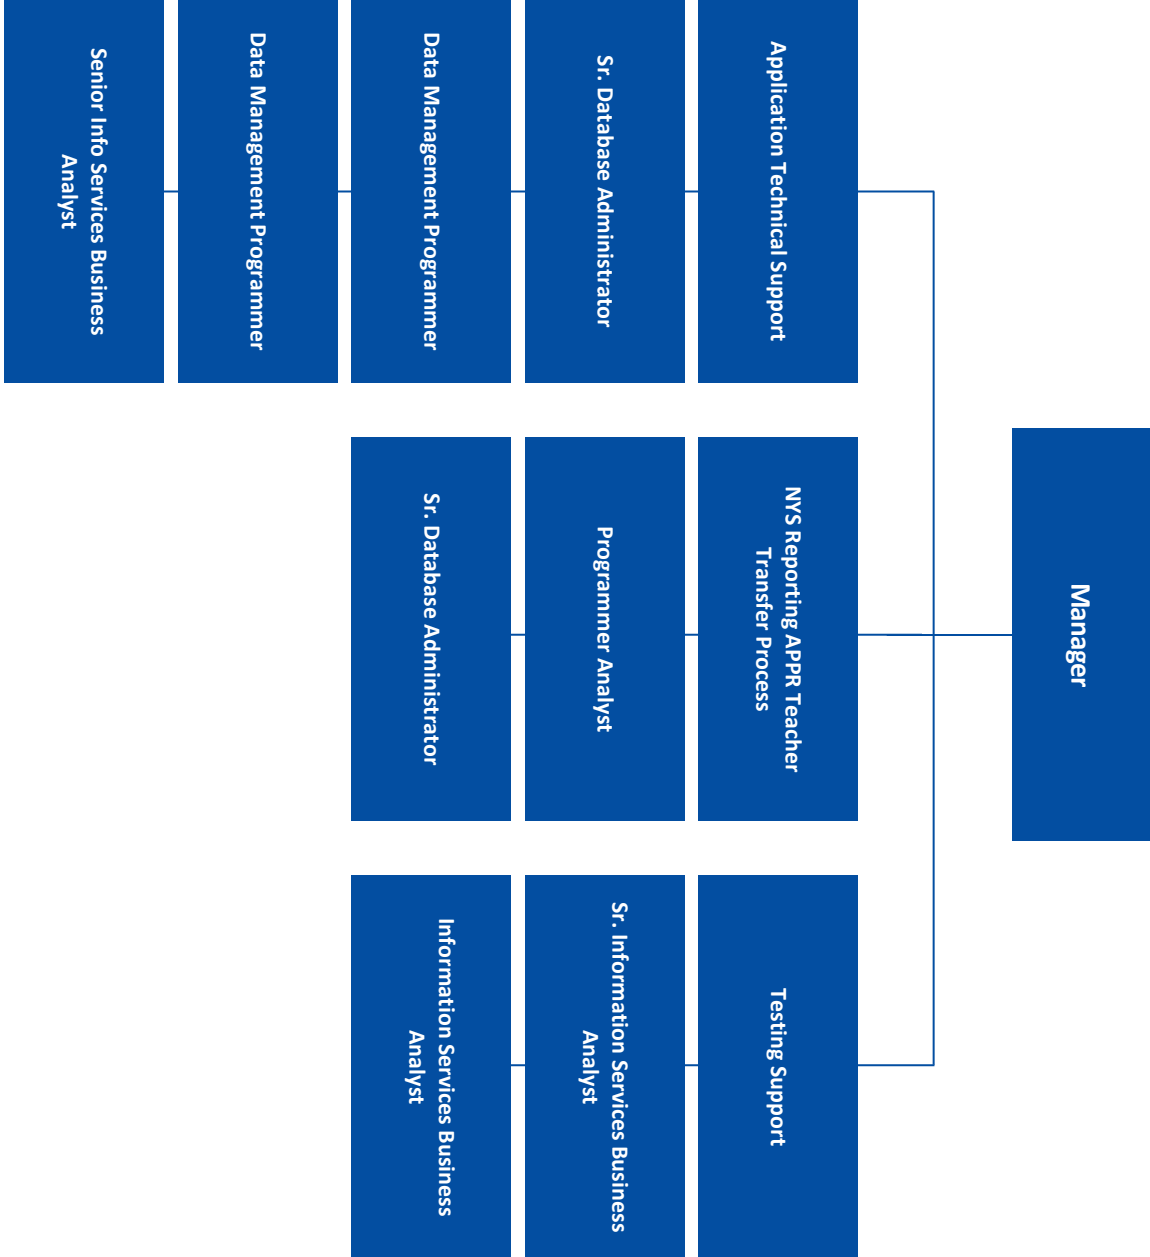 Manager
Application Technical Support
Sr. Database Administrator
Data Management Programmer
Data Management Programmer
Senior Info Services Business
Analyst
NYS Reporting APPR Teacher
Transfer Process
Programmer Analyst
Sr. Database Administrator
Testing Support
Sr. Information Services Business
Analyst
Information Services Business
Analyst